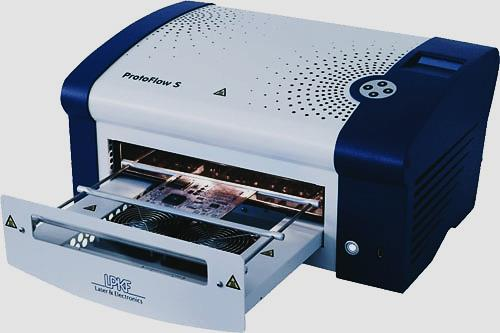 ProtoFlow S
LPKF
Laser & Electronics